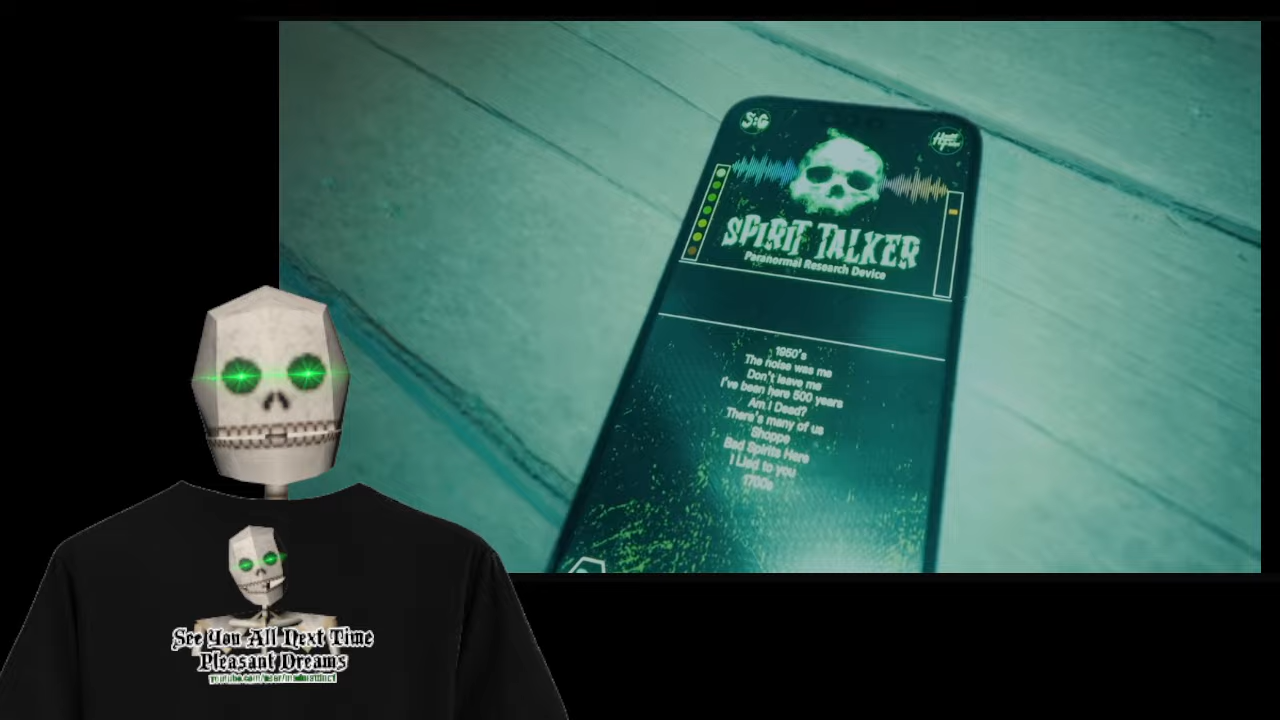 S:G
SPIRIT TALKER
Paranormal Research Device
1950's
The noise was me
Don't leave me
I've been here 500 years
Am I Dead?
There's many of us
Shoppe
Bad Spirits Here
I Lied to you
1700s
See You All Next Time
Pleasant Dreams